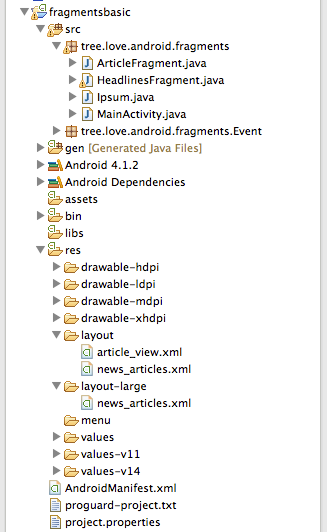 fragmentsbasic
src
tree.love.android.fragments
ArticleFragment.java
HeadlinesFragment.java
Ipsum.java
MainActivity.java
tree.love.android.fragments.Event
gen [Generated Java Files]
Android 4.1.2
Android Dependencies
assets
bin
libs
res
drawable-hdpi
drawable-ldpi
drawable-mdpi
drawable-xhdpi
layout
article_view.xml
news_articles.xml
layout-large
news_articles.xml
menu
values
values-v11
values-v14
AndroidManifest.xml
proguard-project.txt
project.properties